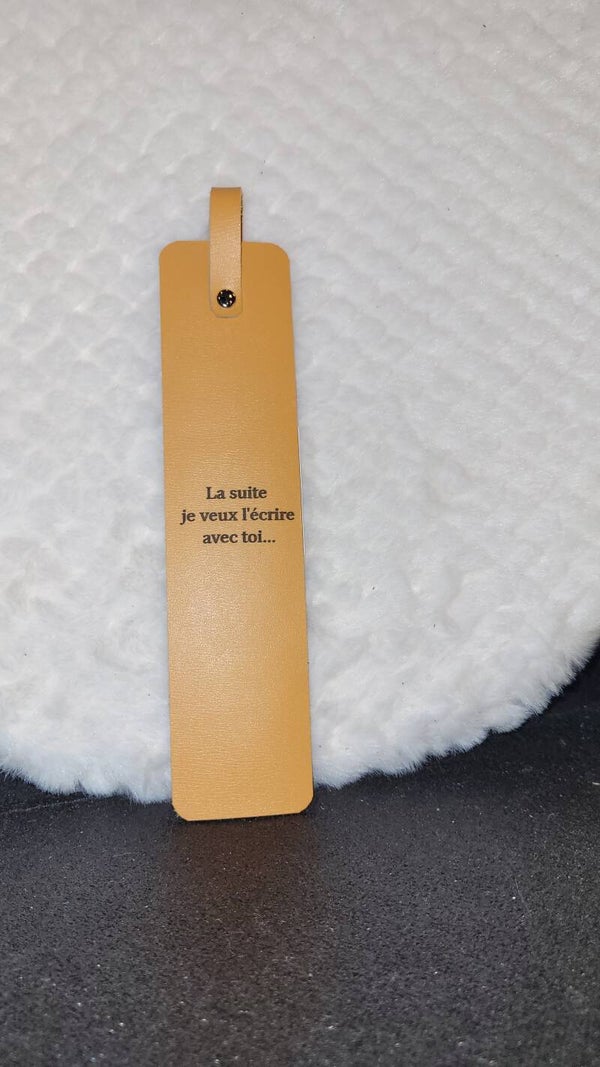 La suite
je veux l'écrire
avec toi...